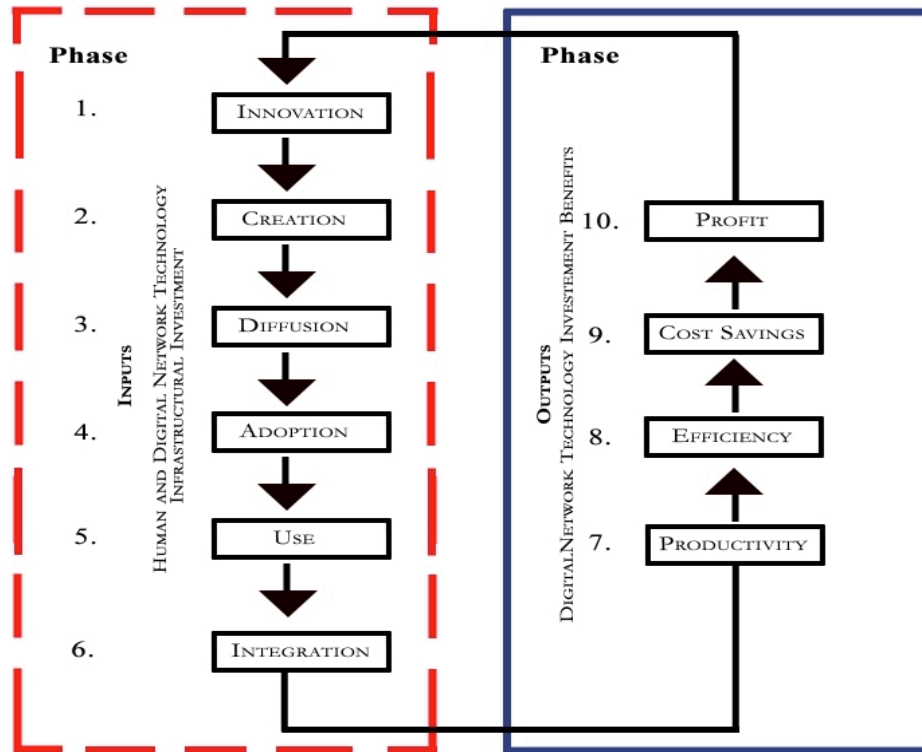 Phase
1.
INNOVATION
2.
CREATION
3.
DIFFUSION
4.
ADOPTION
5.
USE
6.
INTEGRATION
INPUTS
HUMAN AND DIGITAL NETWORK TECHNOLOGY
INFRASTRUCTURAL INVESTMENT
Phase
10.
PROFIT
9.
COST SAVINGS
8.
EFFICIENCY
7.
PRODUCTIVITY
OUTPUTS
DIGITALNETWORK TECHNOLOGY INVESTEMENT BENEFITS